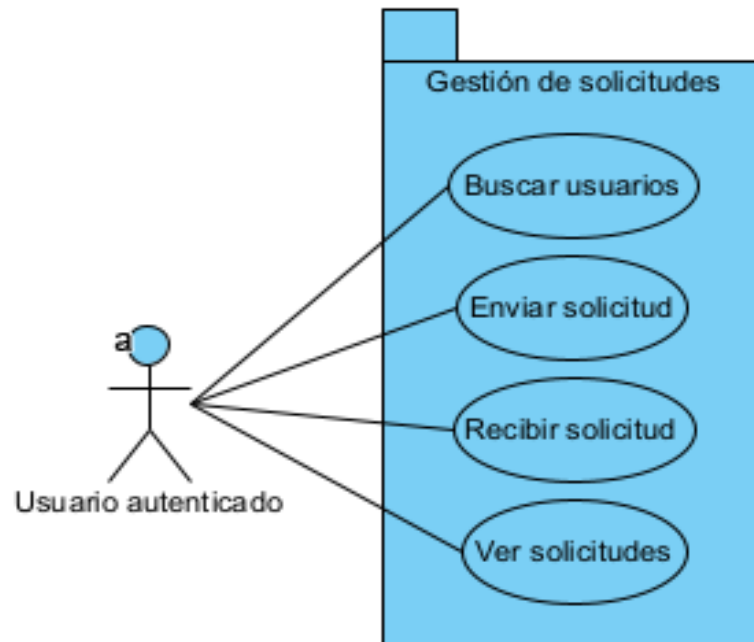 Gestión de solicitudes
Buscar usuarios
Enviar solicitud
a
Recibir solicitud
Usuario autenticado
Ver solicitudes